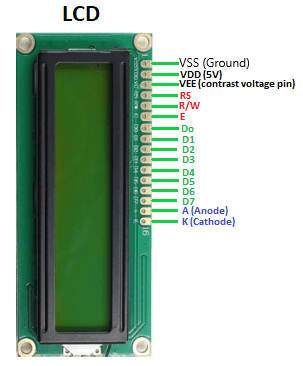 LCD
VSS (Ground)
VDD (5V)
VEE (contrast voltage pin)
RS
R/W
E
Do
D1
D2
D3
D4
D5
D6
D7
A (Anode)
K (Cathode)
16